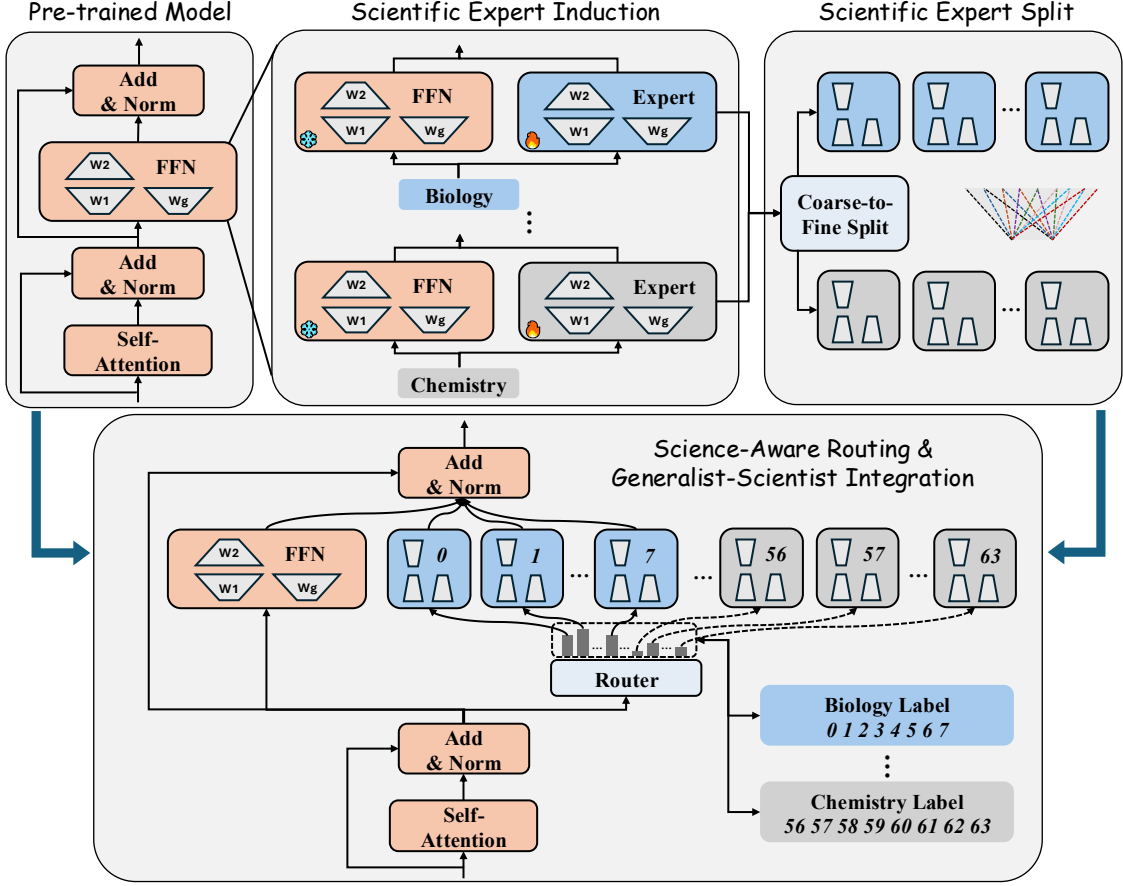 Pre-trained Model
Add
& Norm
W2
FFN
W1
Wg
Add
& Norm
Self-
Attention
Scientific Expert Induction
W2
FFN
W1
Wg
W2
Expert
W1
Wg
Biology
W2
FFN
W1
Wg
W2
Expert
W1
Wg
Chemistry
Scientific Expert Split
...
Coarse-to-
Fine Split
...
Science-Aware Routing &
Generalist-Scientist Integration
Add
& Norm
W2
FFN
W1
Wg
0
1
...
7
...
56
57
...
63
Router
Add
& Norm
Self-
Attention
Biology Label
0 1 2 3 4 5 6 7
Chemistry Label
56 57 58 59 60 61 62 63